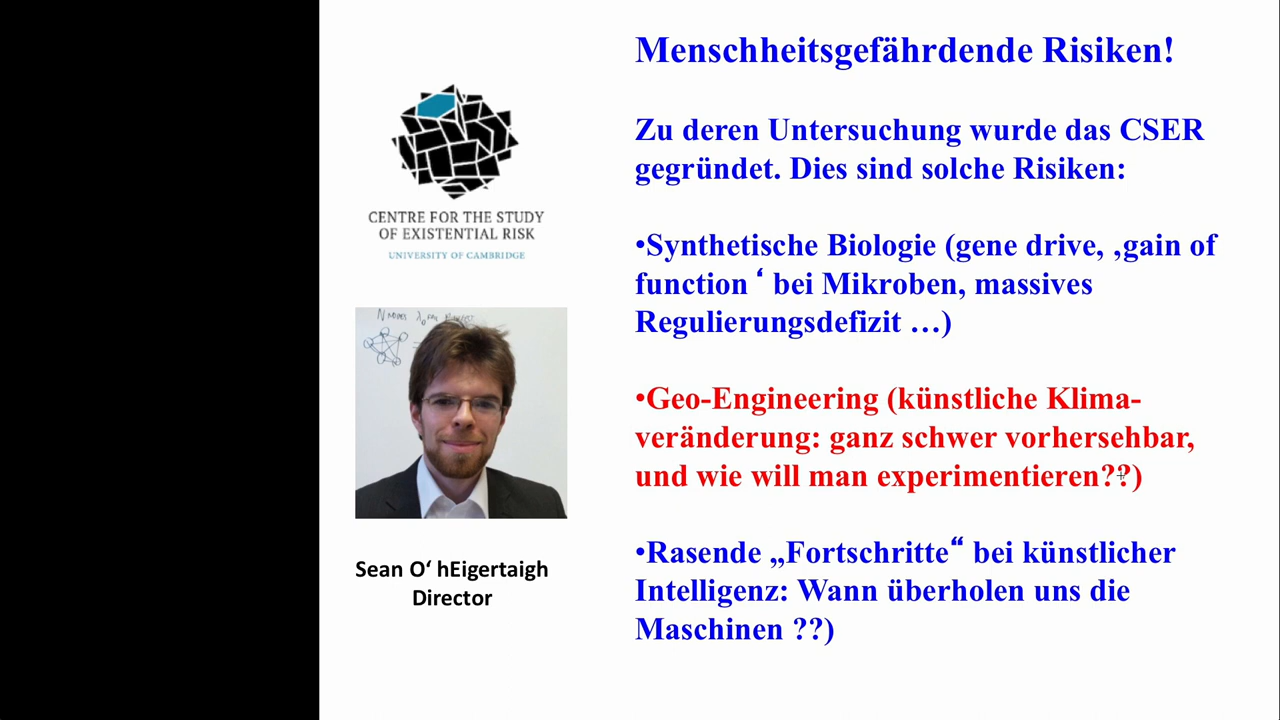 CENTRE FOR THE STUDY
OF EXISTENTIAL RISK
UNIVERSITY OF CAMBRIDGE
Sean O‘ hEigertaigh
Director
Menschheitsgefährdende Risiken!
Zu deren Untersuchung wurde das CSER
gegründet. Dies sind solche Risiken:
•Synthetische Biologie (gene drive, ‚gain of
function ‘ bei Mikroben, massives
Regulierungsdefizit …)
•Geo-Engineering (künstliche Klima-
veränderung: ganz schwer vorhersehbar,
und wie will man experimentieren??)
•Rasende „Fortschritte“ bei künstlicher
Intelligenz: Wann überholen uns die
Maschinen ??)